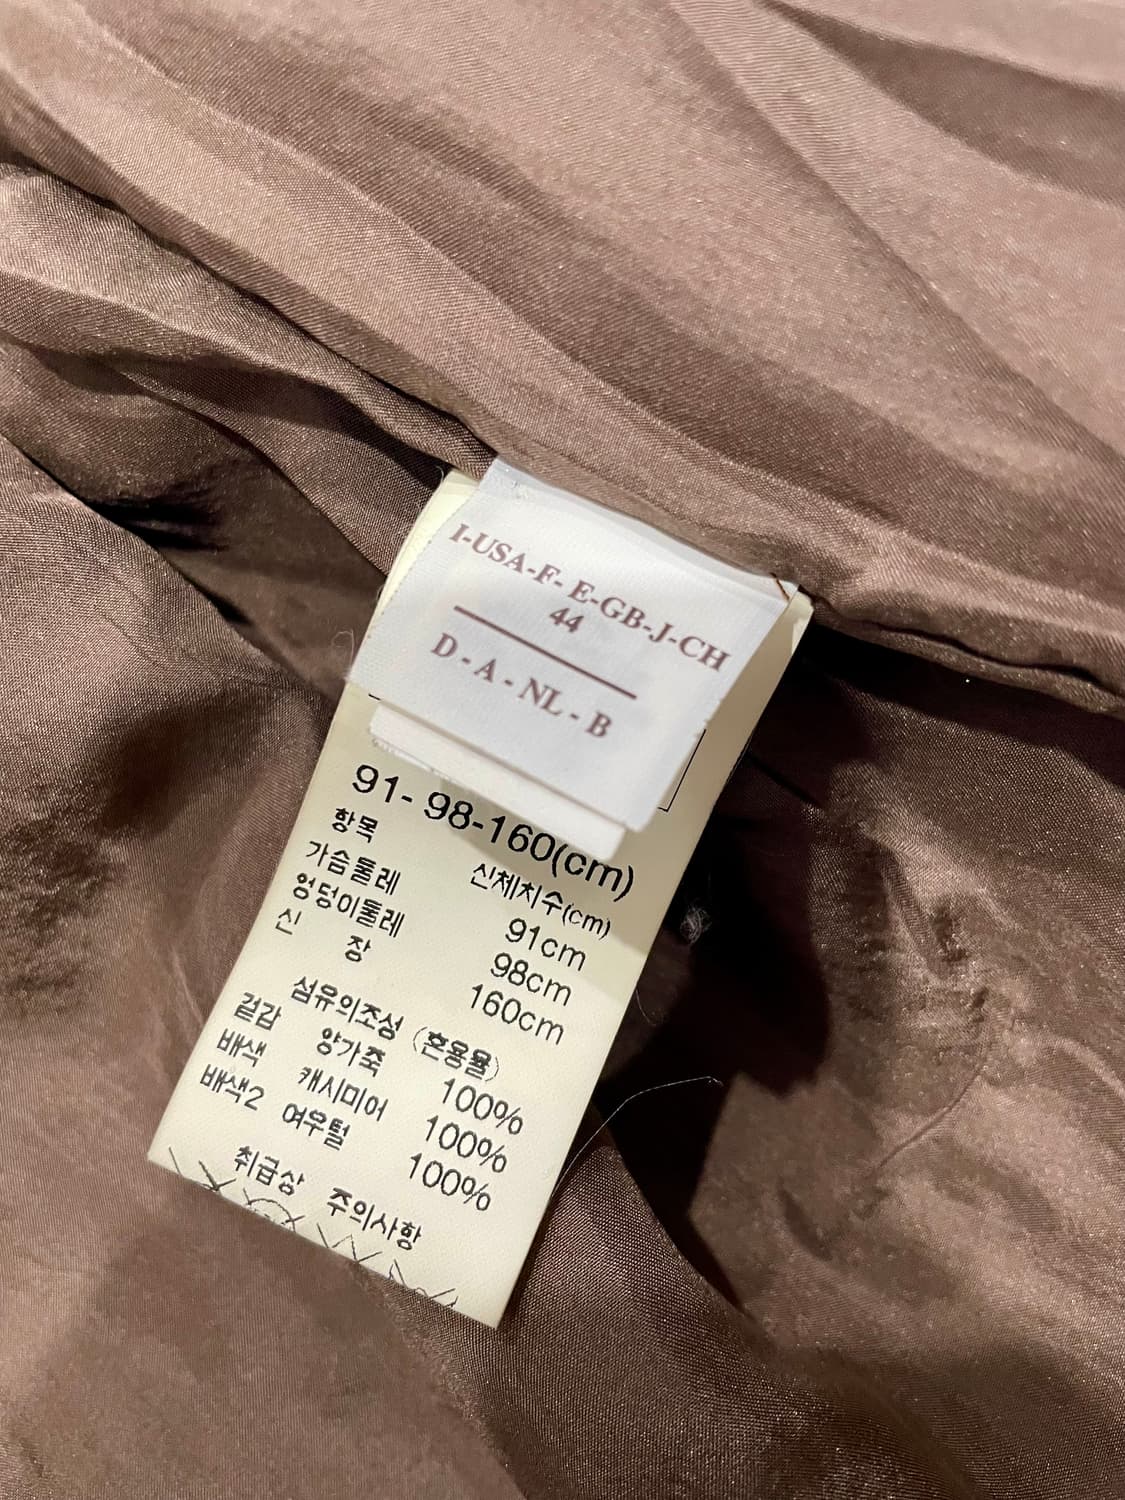 I-USA-F- E-GB-J-CH
44
D - A - NL - B
91- 98-160(cm)
항목 신체치수(cm)
가슴둘레 91cm
엉덩이둘레 98cm
신 장 160cm
섬유의조성 (혼용율)
겉감 양가죽 100%
배색 캐시미어 100%
배색2 여우털 100%
취급상 주의사항